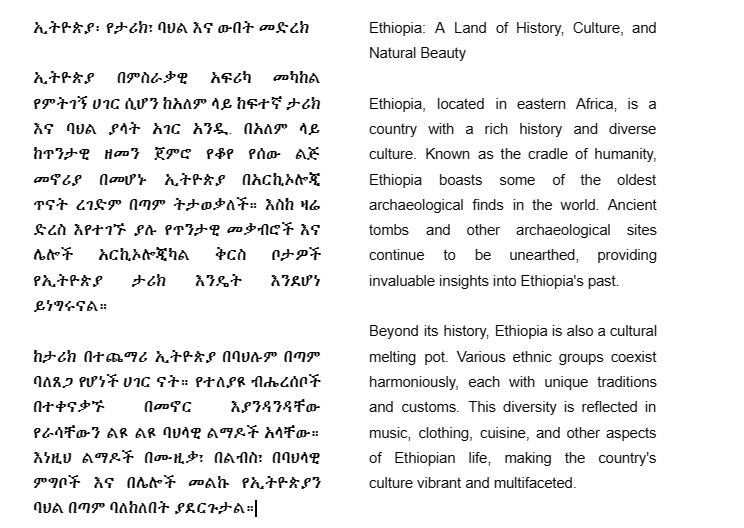 ኢትዮጵያ፡ የታሪክ፣ ባህል እና ውበት መድረክ
ኢትዮጵያ በምስራቃዊ አፍሪካ መካከል
የምትገኝ ሀገር ሲሆን ከአለም ላይ ከፍተኛ ታሪክ
እና ባህል ያላት አገር አንዷ. በአለም ላይ
ከጥንታዊ ዘመን ጀምሮ የቆየ የሰው ልጅ
መኖሪያ በመሆኑ ኢትዮጵያ በአርኪኦሎጂ
ጥናት ረገድም በጣም ትታወቃለች። እስከ ዛሬ
ድረስ እየተገኙ ያሉ የጥንታዊ መቃብሮች እና
ሌሎች አርኪኦሎጂካል ቅርስ ቦታዎች
የኢትዮጵያ ታሪክ እንዴት እንደሆነ
ይነግሩናል።
ከታሪክ በተጨማሪ ኢትዮጵያ በባህሉም በጣም
ባለጸጋ የሆነች ሀገር ናት። የተለያዩ ብሔረሰቦች
በተቀናቃኙ በመኖር እያንዳንዳቸው
የራሳቸውን ልዩ ልዩ ባህላዊ ልማዶች አላቸው።
እነዚህ ልማዶች በሙዚቃ፣ በልብስ፣ በባህላዊ
ምግቦች እና በሌሎች መልኩ የኢትዮጵያን
ባህል በጣም ባለከለበት ያደርጉታል።
Ethiopia: A Land of History, Culture, and
Natural Beauty
Ethiopia, located in eastern Africa, is a
country with a rich history and diverse
culture. Known as the cradle of humanity,
Ethiopia boasts some of the oldest
archaeological finds in the world. Ancient
tombs and other archaeological sites
continue to be unearthed, providing
invaluable insights into Ethiopia's past.
Beyond its history, Ethiopia is also a cultural
melting pot. Various ethnic groups coexist
harmoniously, each with unique traditions
and customs. This diversity is reflected in
music, clothing, cuisine, and other aspects
of Ethiopian life, making the country's
culture vibrant and multifaceted.